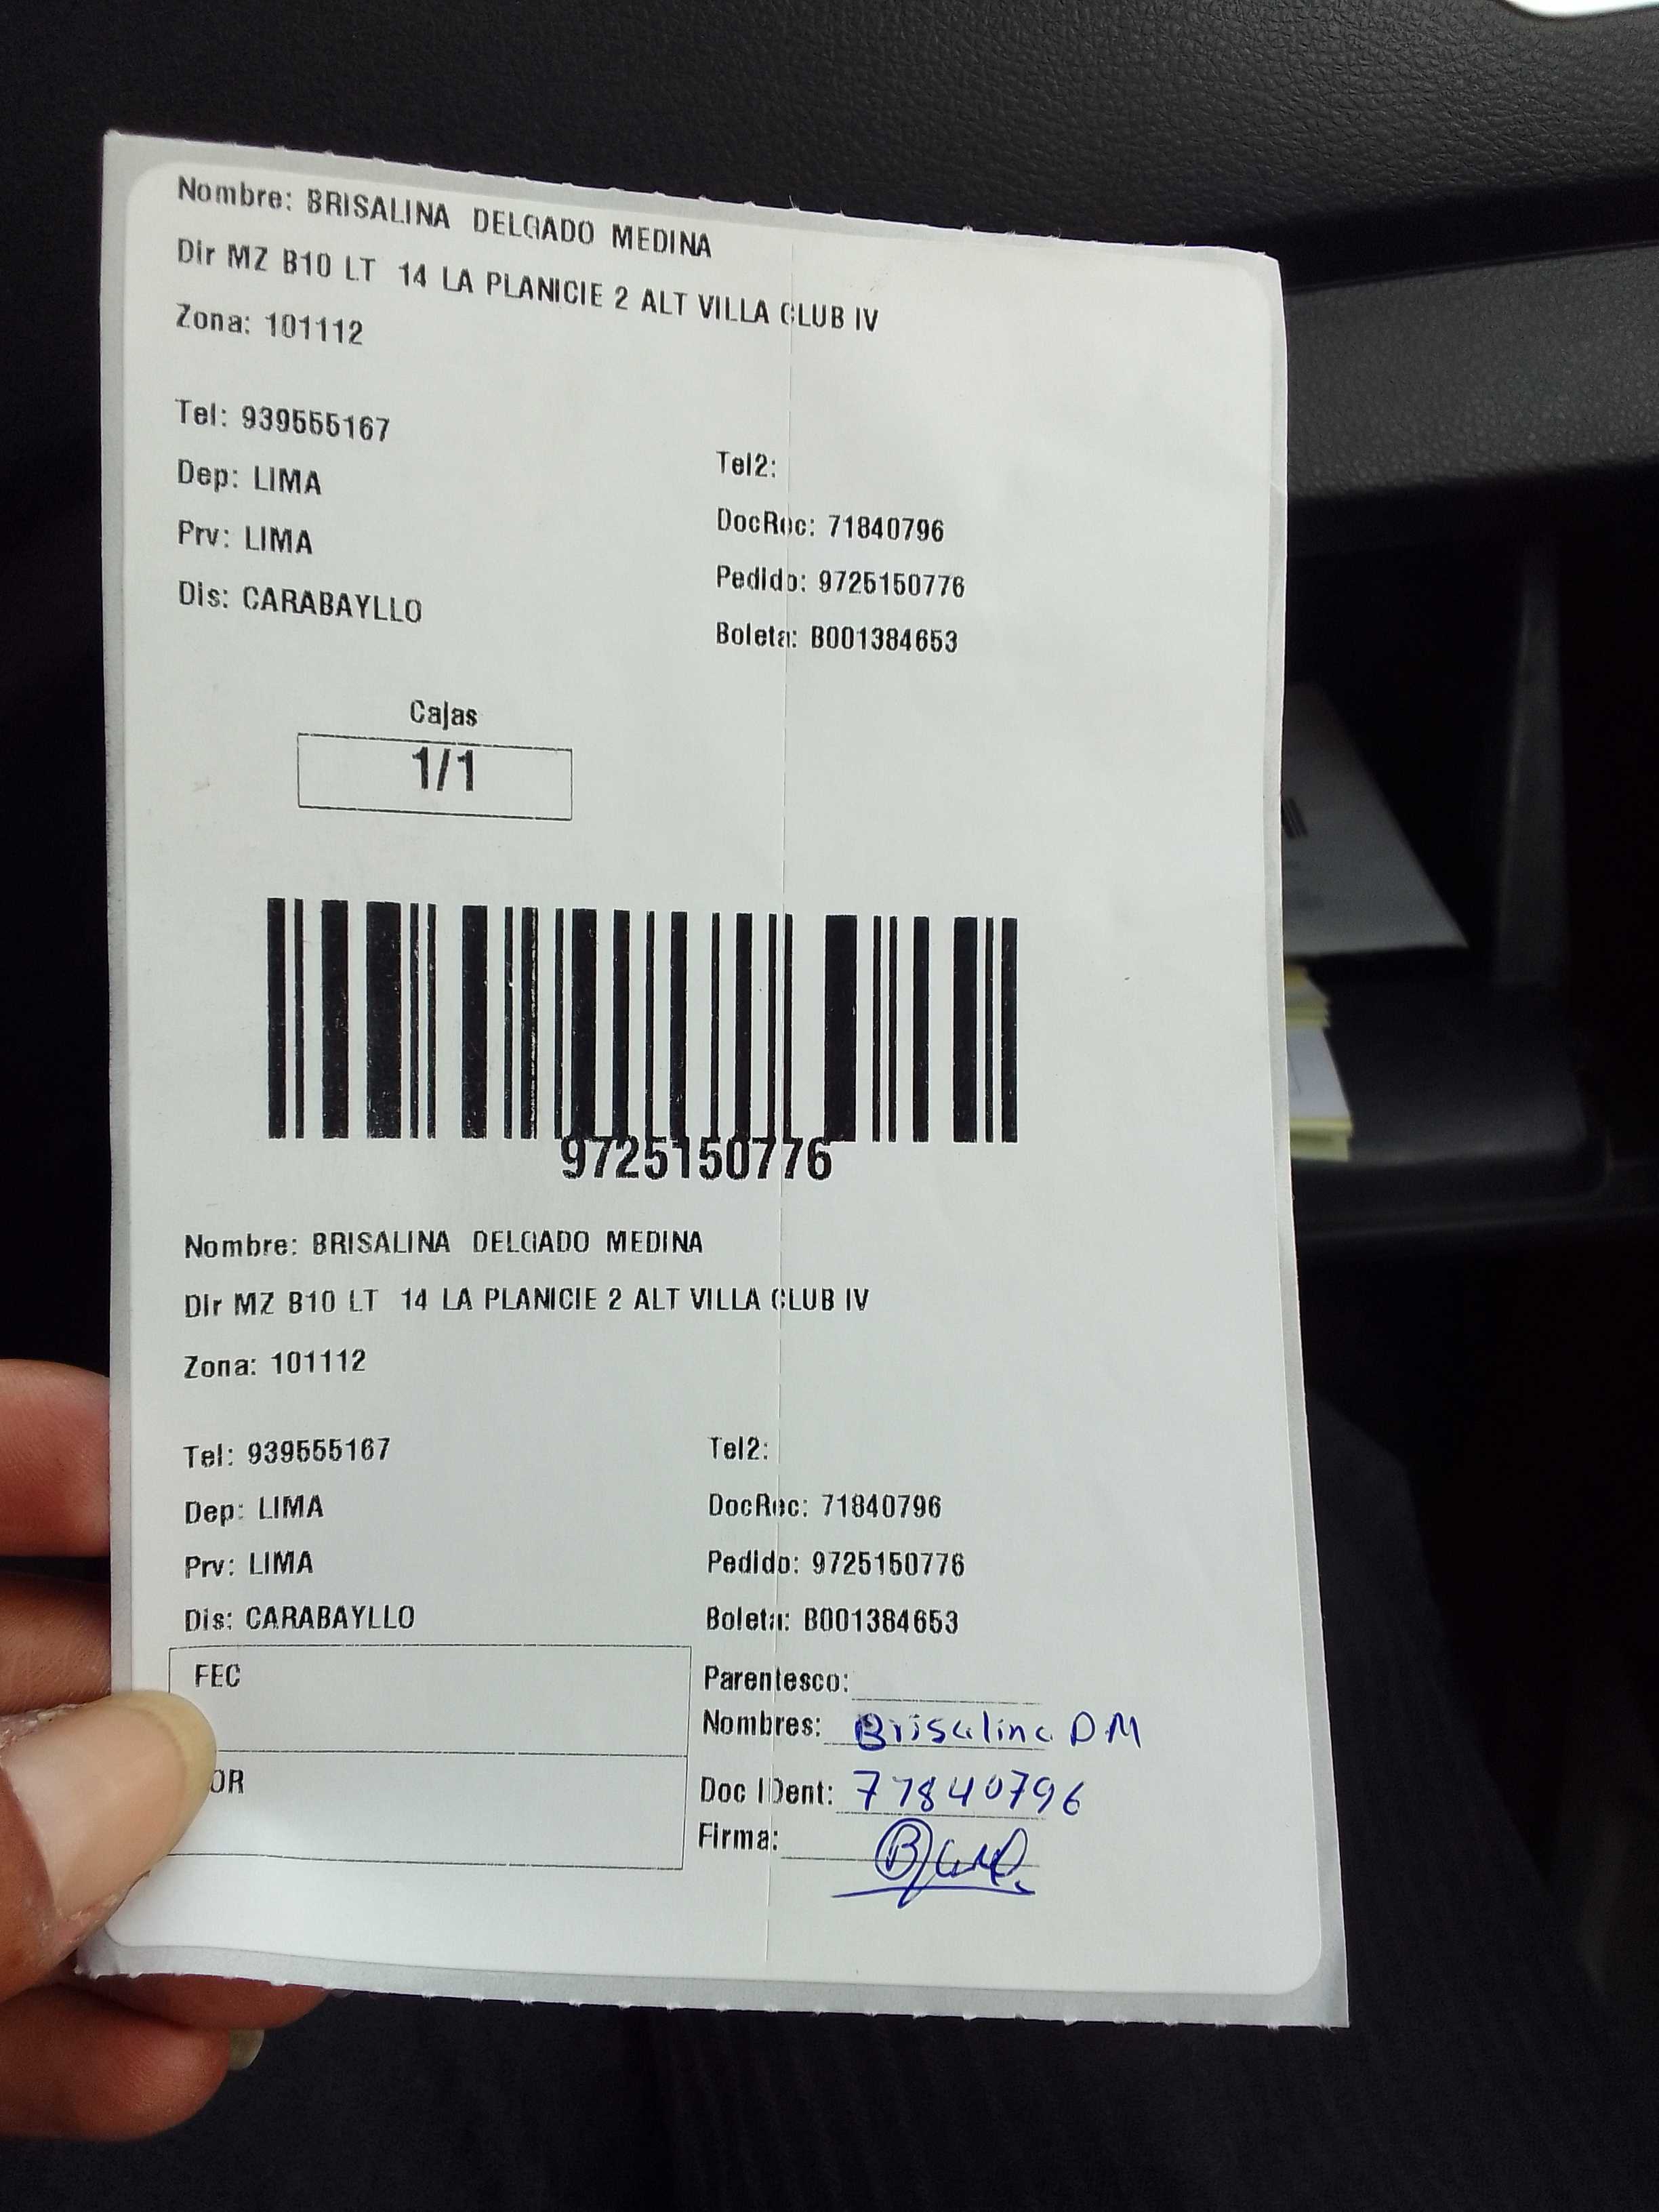 Nombre: BRISALINA DELGADO MEDINA
Dir MZ B10 LT 14 LA PLANICIE 2 ALT VILLA CLUB IV
Zona: 101112
Tel: 939555167
Tel2:
Dep: LIMA
DocRec: 71840796
Prv: LIMA
Pedido: 9725150776
Dis: CARABAYLLO
Boleta: B001384653
Cajas
1/1
9725150776
Nombre: BRISALINA DELGADO MEDINA
Dir MZ B10 LT 14 LA PLANICIE 2 ALT VILLA CLUB IV
Zona: 101112
Tel: 939555167
Tel2:
Dep: LIMA
DocRec: 71840796
Prv: LIMA
Pedido: 9725150776
Dis: CARABAYLLO
Boleta: B001384653
FEC
Parentesco:
Nombres: Brisalina D M
OR
Doc IDent: 77840796
Firma: